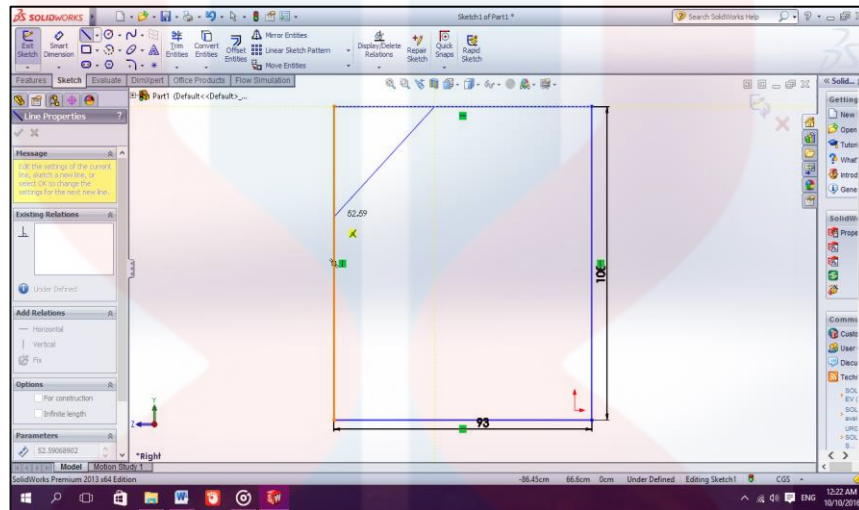 SOLIDWORKS
Sketch1 of Part1 *
Search SolidWorks Help
Exit Sketch
Smart Dimension
Trim Entities
Convert Entities
Offset Entities
Mirror Entities
Linear Sketch Pattern
Move Entities
Display/Delete Relations
Repair Sketch
Quick Snaps
Rapid Sketch
Features
Sketch
Evaluate
DimXpert
Office Products
Flow Simulation
Part1 (Default<<Default>_...
Line Properties
?
Message
Edit the settings of the current line, sketch a new line, or select OK to change the settings for the next new line.
Existing Relations
Under Defined
Add Relations
Horizontal
Vertical
Fix
Options
For construction
Infinite length
Parameters
52.59068902
52.59
106
93
Y
Z
*Right
« Solid...
Getting
New
Open
Tutori
What'
Introd
Gene
SolidW
Prope
Commu
Custo
User
Discu
Techi
Model
Motion Study 1
SolidWorks Premium 2013 x64 Edition
-86.45cm
66.6cm
0cm
Under Defined
Editing Sketch1
CGS
ENG
12:22 AM
10/10/2016